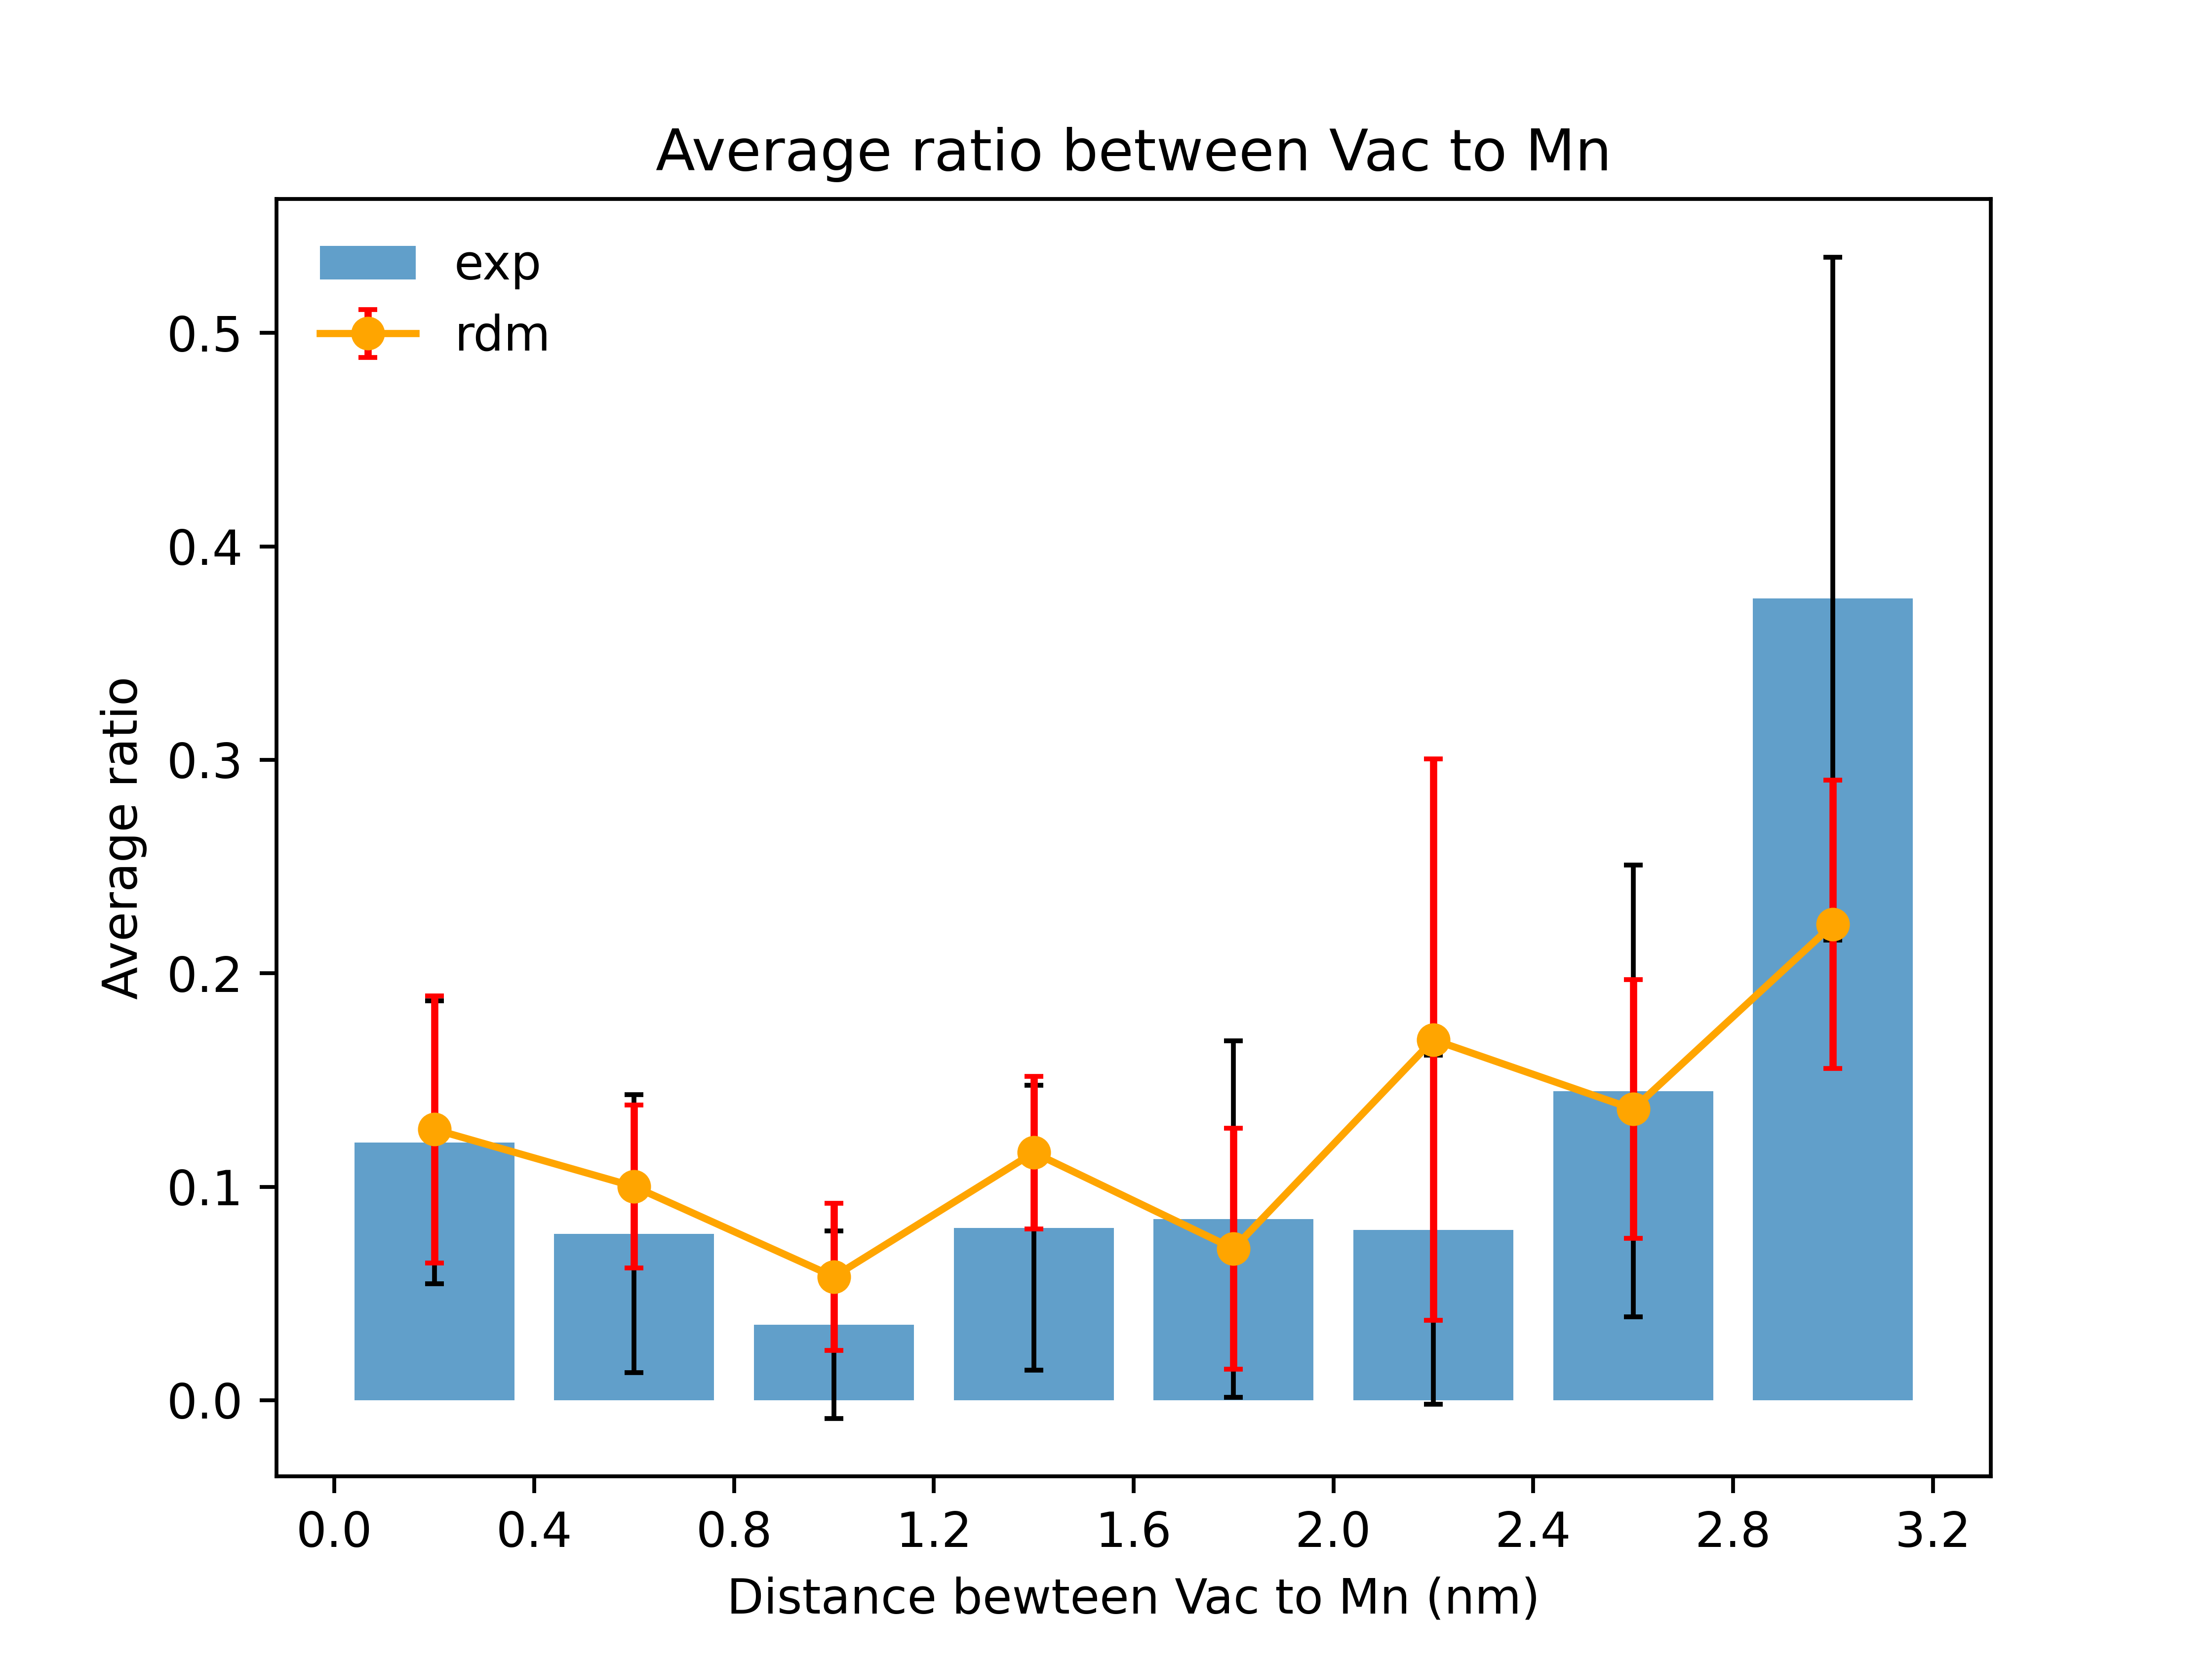 Average ratio between Vac to Mn
exp
rdm
0.5
0.4
0.3
0.2
0.1
0.0
Average ratio
0.0 0.4 0.8 1.2 1.6 2.0 2.4 2.8 3.2
Distance bewteen Vac to Mn (nm)